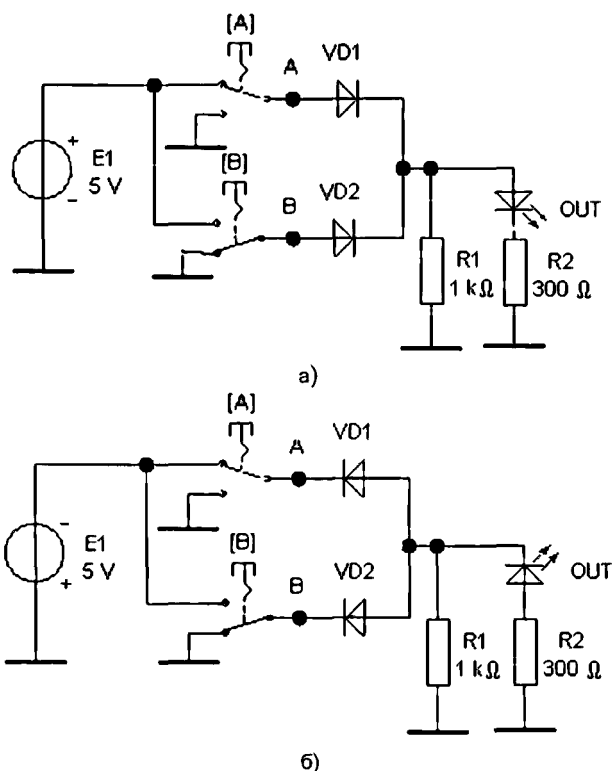 [A]
A VD1
+
E1
5 V
-
[B]
B VD2
OUT
R1 R2
1 kΩ 300 Ω
а)
[A]
A VD1
-
E1
5 V
+
[B]
B VD2
OUT
R1 R2
1 kΩ 300 Ω
б)